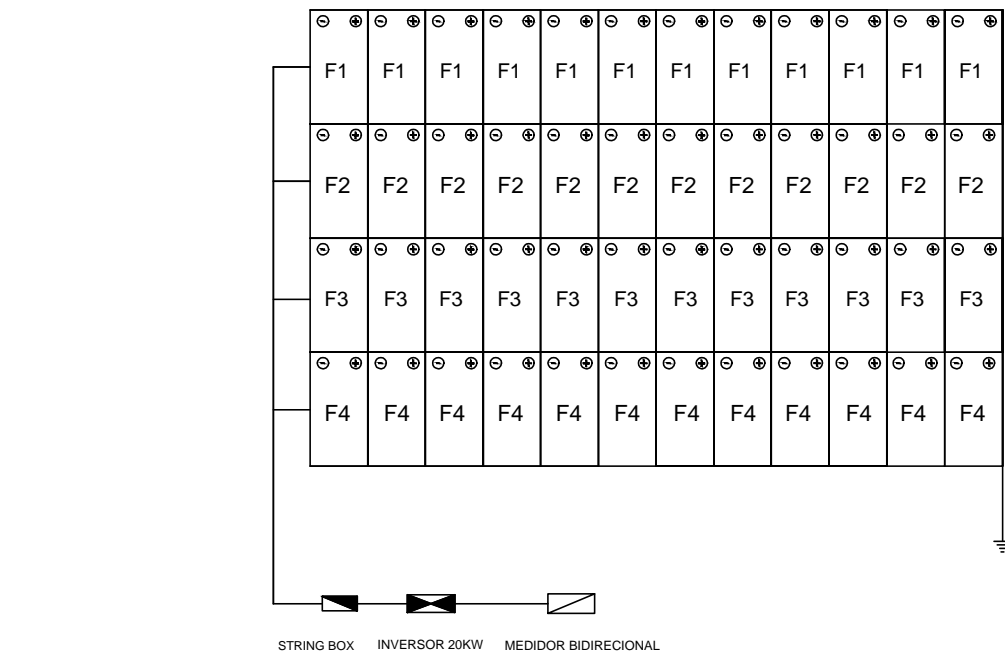 F1 F1 F1 F1 F1 F1 F1 F1 F1 F1 F1 F1
F2 F2 F2 F2 F2 F2 F2 F2 F2 F2 F2 F2
F3 F3 F3 F3 F3 F3 F3 F3 F3 F3 F3 F3
F4 F4 F4 F4 F4 F4 F4 F4 F4 F4 F4 F4
STRING BOX INVERSOR 20KW MEDIDOR BIDIRECIONAL